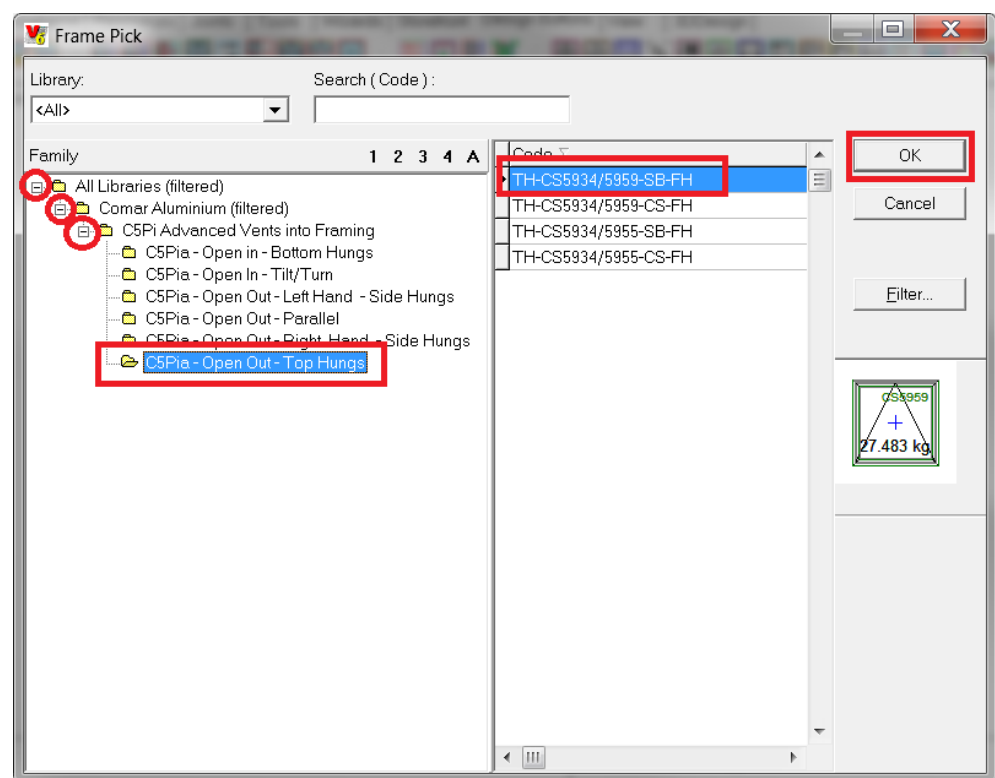 Frame Pick
Library:
Search ( Code ) :
<All>
Family
1 2 3 4 A
All Libraries (filtered)
Comar Aluminium (filtered)
C5Pi Advanced Vents into Framing
C5Pia - Open in - Bottom Hungs
C5Pia - Open In - Tilt/Turn
C5Pia - Open Out - Left Hand - Side Hungs
C5Pia - Open Out - Parallel
C5Pia - Open Out - Right Hand - Side Hungs
C5Pia - Open Out - Top Hungs
Code
TH-CS5934/5959-SB-FH
TH-CS5934/5959-CS-FH
TH-CS5934/5955-SB-FH
TH-CS5934/5955-CS-FH
OK
Cancel
Filter...
CS5959
27.483 kg